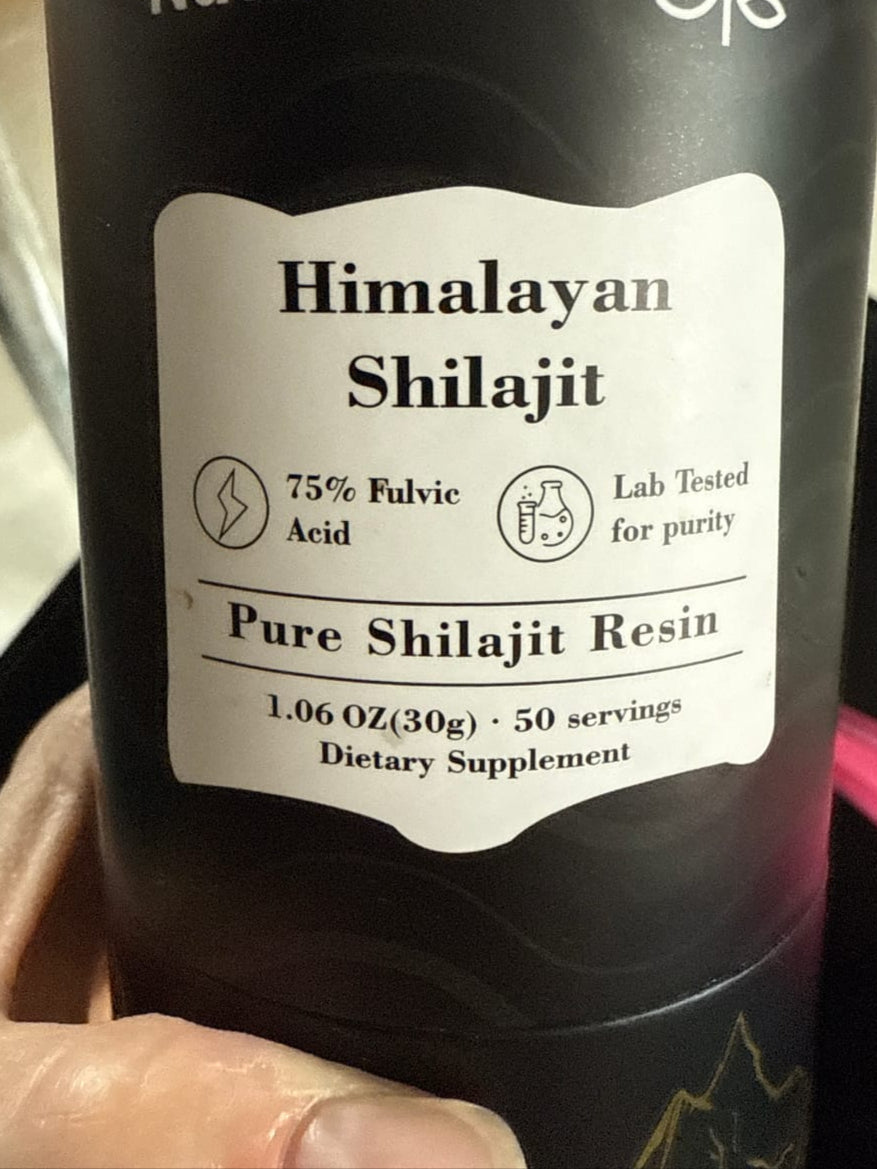 Himalayan
Shilajit
75% Fulvic
Acid
Lab Tested
for purity
Pure Shilajit Resin
1.06 OZ(30g) · 50 servings
Dietary Supplement